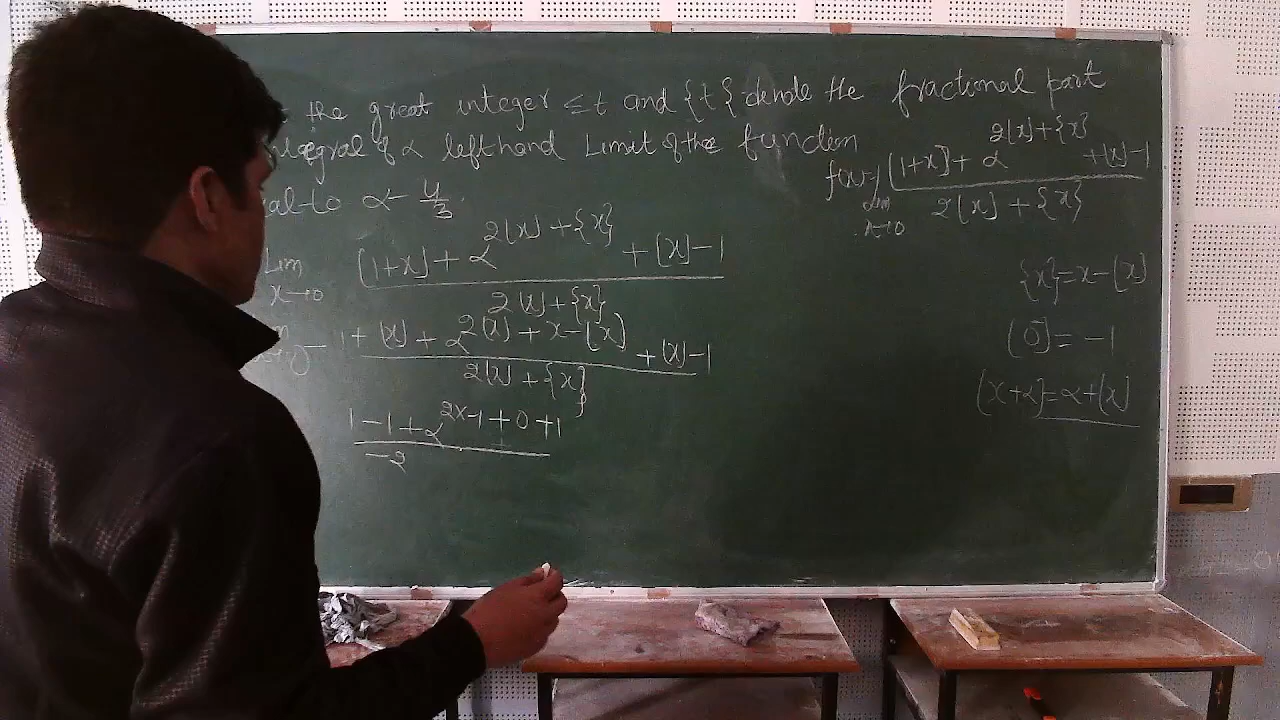 the great integer ≤ t and {t} denote the fractional part
integral of α left hand Limit of the function
f(x) = [1+x] + α^{2[x]+{x}} + [x]-1
2[x] + {x}
Lim x→0
al to α - 4/3.
Lim x→0 [1+x] + α^{2[x]+{x}} + [x]-1
2[x] + {x}
1 + [x] + α^{2[x]+x-[x]} + [x]-1
2[x] + {x}
1-1+α^{2x-1+0+1}
-2
{x} = x-[x]
[0] = -1
[x+α] = α+[x]